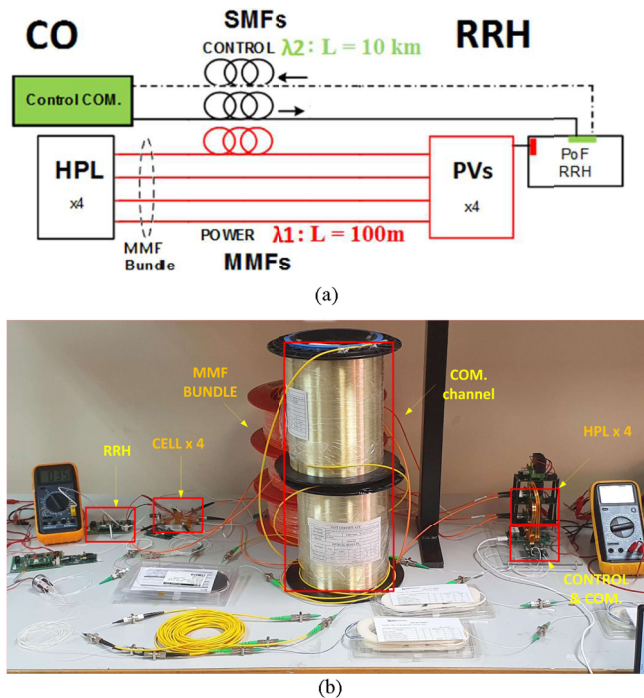 CO
SMFs
RRH
CONTROL
λ2: L = 10 km
Control COM.
HPL
x4
PVs
x4
PoF
RRH
MMF
Bundle
POWER
λ1: L = 100m
MMFs
(a)
MMF
BUNDLE
COM.
channel
RRH
CELL x 4
HPL x 4
CONTROL
& COM.
(b)